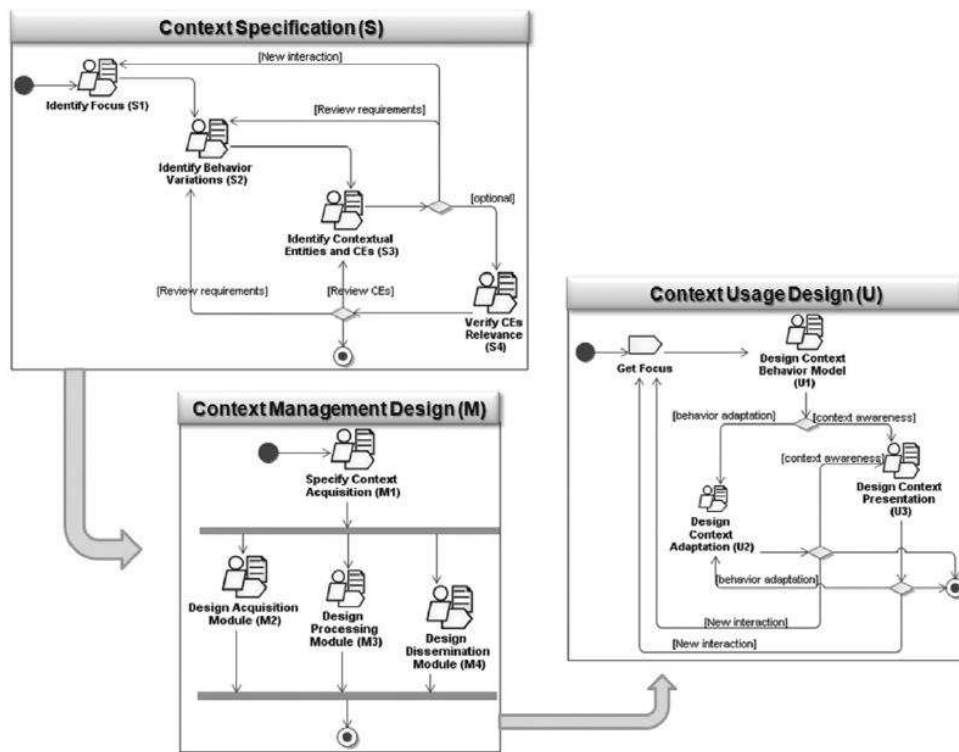 Context Specification (S)
[New interaction]
Identify Focus (S1)
[Review requirements]
Identify Behavior
Variations (S2)
[optional]
Identify Contextual
Entities and CEs (S3)
[Review requirements]
[Review CEs]
Verify CEs
Relevance
(S4)
Context Management Design (M)
Specify Context
Acquisition (M1)
Design Acquisition
Module (M2)
Design
Processing
Module (M3)
Design
Dissemination
Module (M4)
Context Usage Design (U)
Get Focus
Design Context
Behavior Model
(U1)
[behavior adaptation]
[context awareness]
[context awareness]
Design Context
Presentation
(U3)
Design
Context
Adaptation (U2)
[behavior adaptation]
[New interaction]
[New interaction]